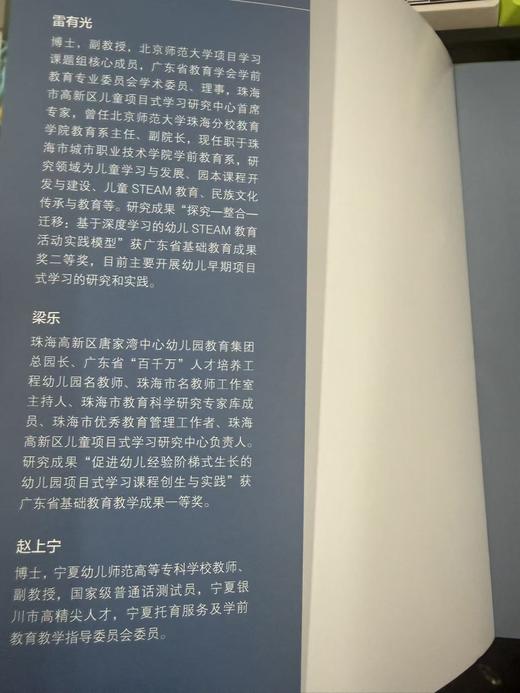 雷有光
博士，副教授，北京师范大学项目学习
课题组核心成员，广东省教育学会学前
教育专业委员会学术委员、理事，珠海
市高新区儿童项目式学习研究中心首席
专家，曾任北京师范大学珠海分校教育
学院教育系主任、副院长，现任职于珠
海市城市职业技术学院学前教育系，研
究领域为儿童学习与发展、园本课程开
发与建设、儿童 STEAM 教育、民族文化
传承与教育等。研究成果“探究—整合—
迁移：基于深度学习的幼儿 STEAM 教育
活动实践模型”获广东省基础教育成果
奖二等奖，目前主要开展幼儿早期项目
式学习的研究和实践。
梁乐
珠海高新区唐家湾中心幼儿园教育集团
总园长、广东省“百千万”人才培养工
程幼儿园名教师、珠海市名教师工作室
主持人、珠海市教育科学研究专家库成
员、珠海市优秀教育管理工作者、珠海
高新区儿童项目式学习研究中心负责人。
研究成果“促进幼儿经验阶梯式生长的
幼儿园项目式学习课程创生与实践”获
广东省基础教育教学成果一等奖。
赵上宁
博士，宁夏幼儿师范高等专科学校教师、
副教授，国家级普通话测试员，宁夏银
川市高精尖人才，宁夏托育服务及学前
教育教学指导委员会委员。